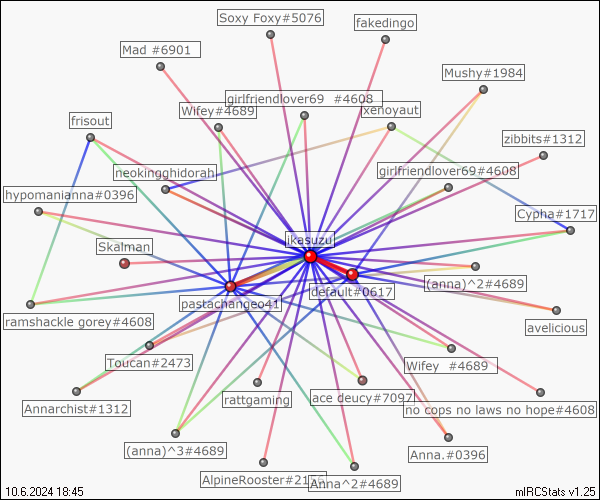 Soxy Foxy#5076
fakedingo
Mad #6901
Mushy#1984
girlfriendlover69 #4608
Wifey#4689
xenoyaut
frisout
zibbits#1312
neokingghidorah
girlfriendlover69#4608
hypomanianna#0396
Cypha#1717
ikasuzu
Skalman
(anna)^2#4689
default#0617
pastachangeo41
ramshackle gorey#4608
avelicious
Toucan#2473
Wifey #4689
rattgaming
ace deucy#7097
Annarchist#1312
no cops no laws no hope#4608
(anna)^3#4689
Anna.#0396
AlpineRooster#2
Anna^2#4689
10.6.2024 18:45
mIRCStats v1.25